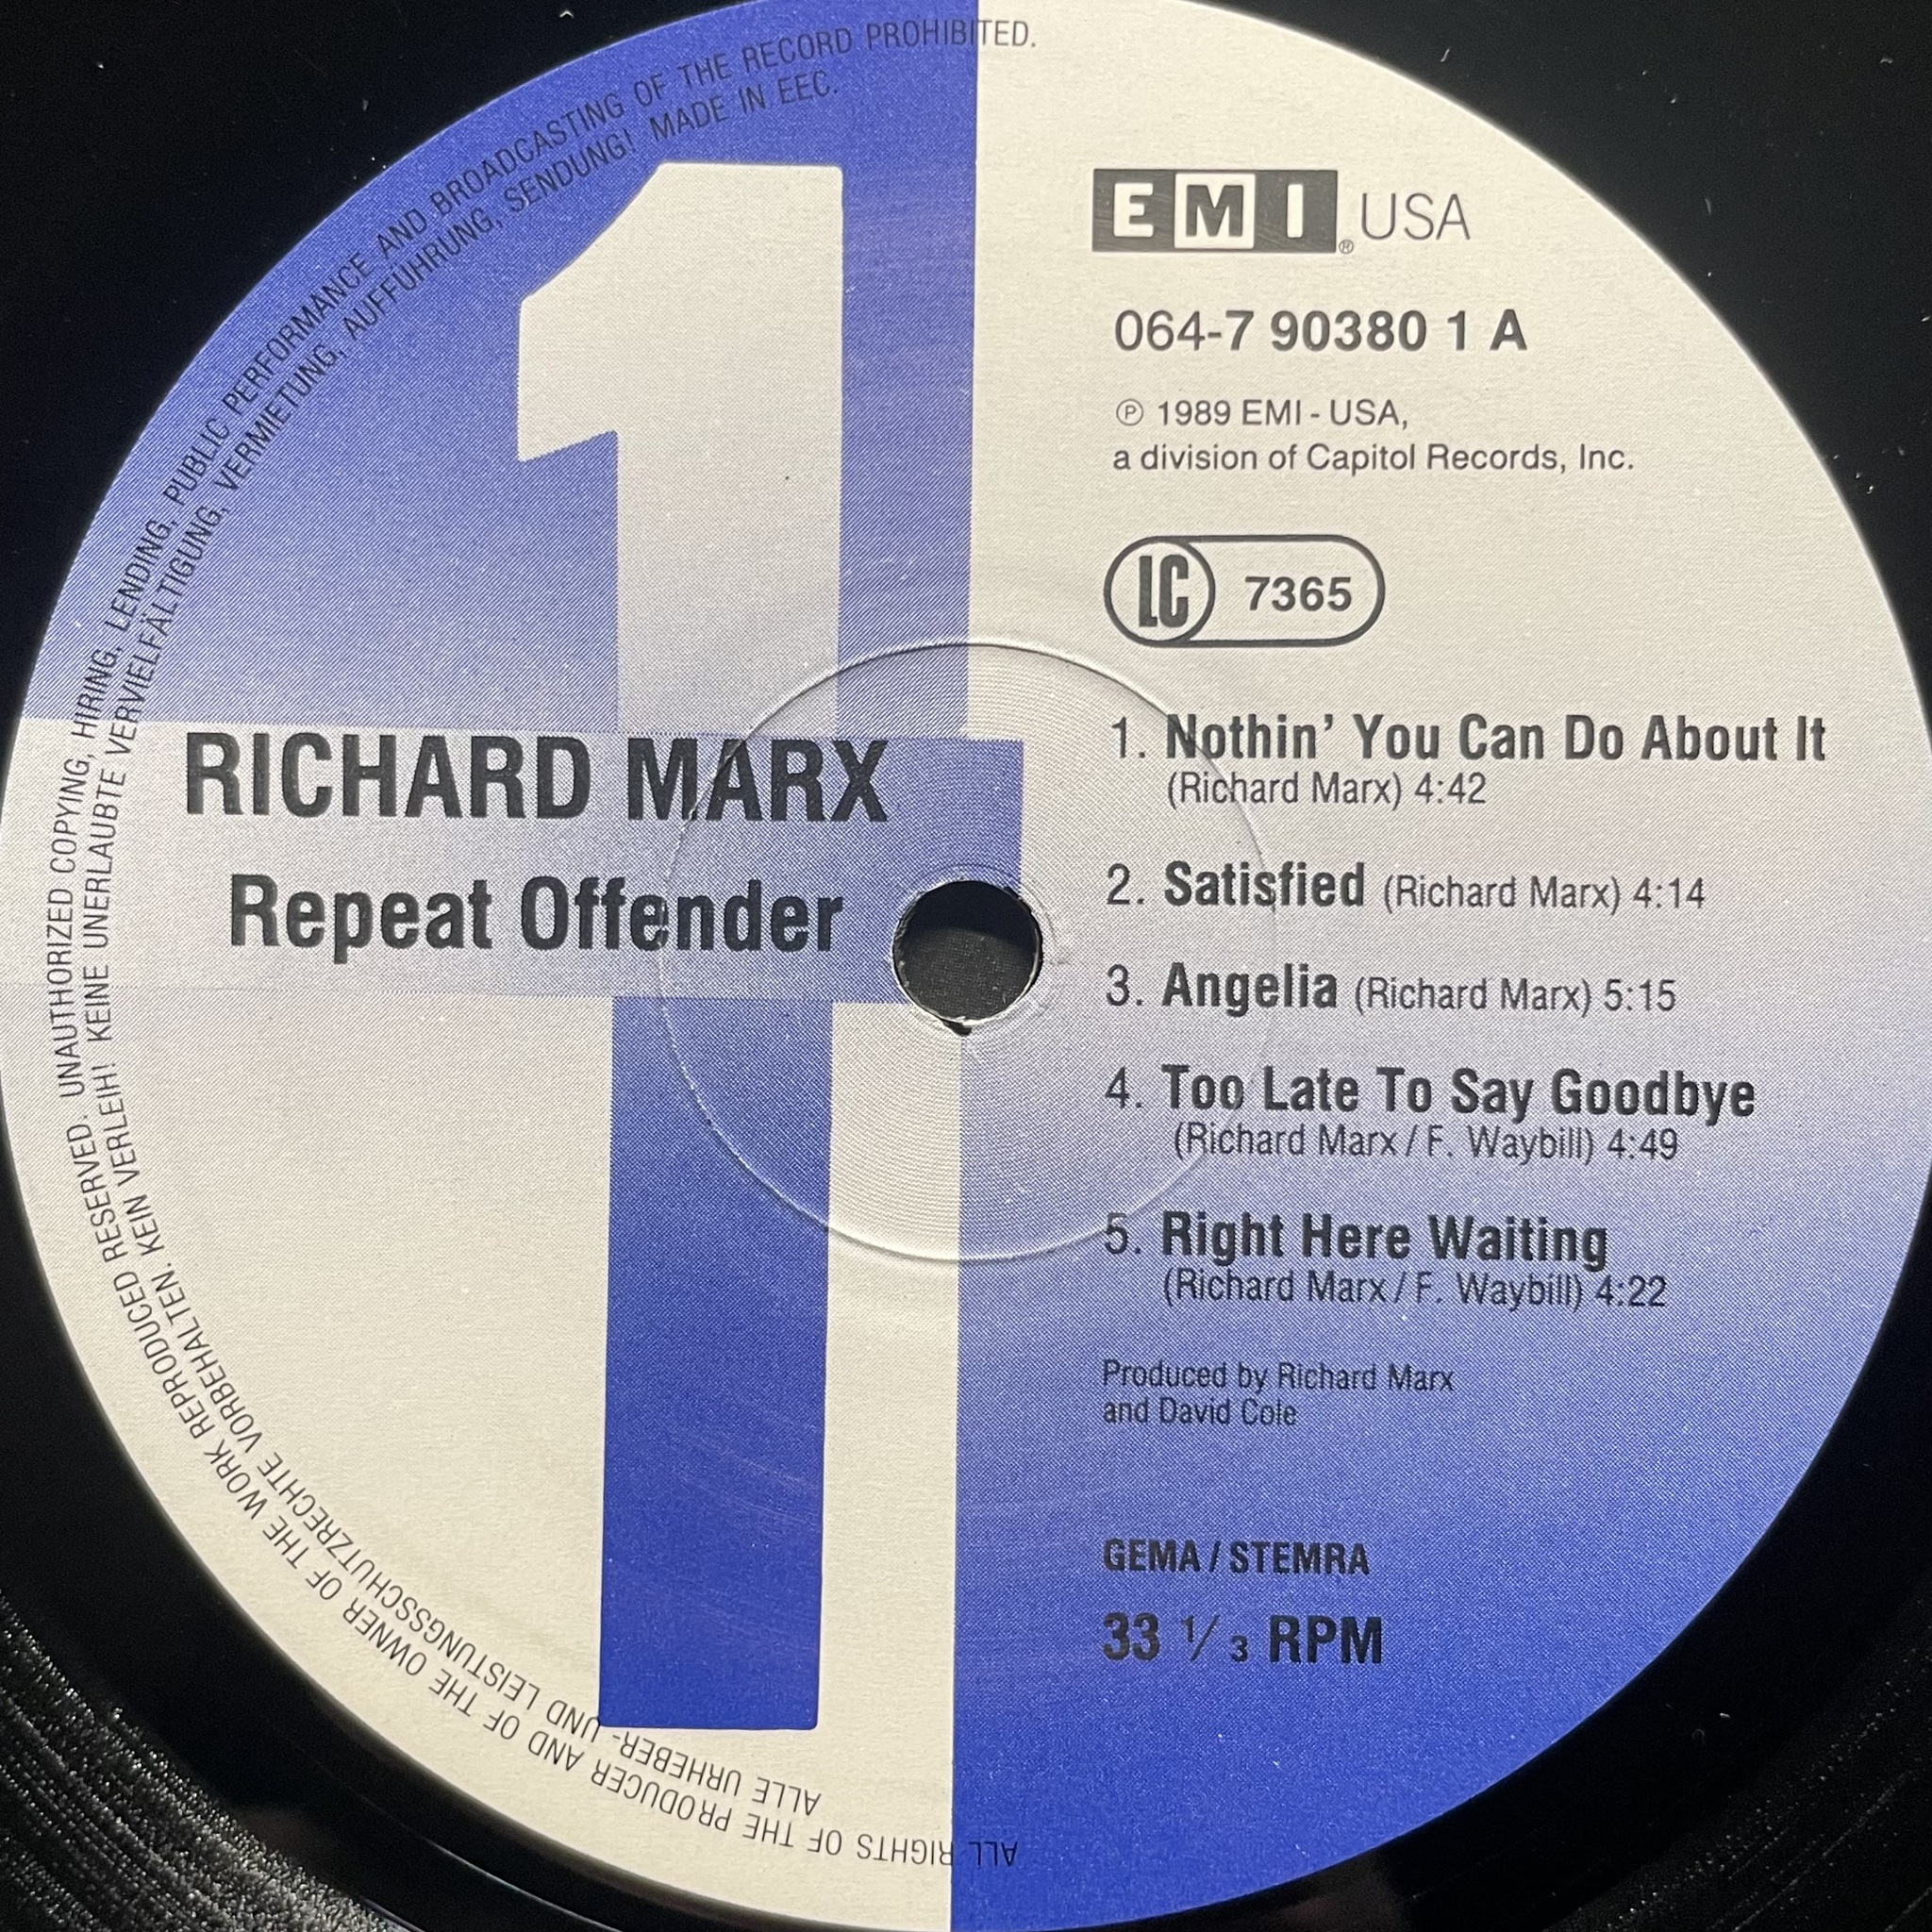 ALL RIGHTS OF THE PRODUCER AND OF THE OWNER OF THE WORK REPRODUCED RESERVED. UNAUTHORIZED COPYING, HIRING, LENDING, PUBLIC PERFORMANCE AND BROADCASTING OF THE RECORD PROHIBITED.
ALLE URHEBER- UND LEISTUNGSSCHUTZRECHTE VORBEHALTEN. KEIN VERLEIH! KEINE UNERLAUBTE VERVIELFÄLTIGUNG, VERMIETUNG, AUFFÜHRUNG, SENDUNG! MADE IN EEC.
1
RICHARD MARX
Repeat Offender
EMI® USA
064-7 90380 1 A
℗ 1989 EMI - USA,
a division of Capitol Records, Inc.
LC 7365
1. Nothin’ You Can Do About It
(Richard Marx) 4:42
2. Satisfied (Richard Marx) 4:14
3. Angelia (Richard Marx) 5:15
4. Too Late To Say Goodbye
(Richard Marx / F. Waybill) 4:49
5. Right Here Waiting
(Richard Marx / F. Waybill) 4:22
Produced by Richard Marx
and David Cole
GEMA / STEMRA
33 1/3 RPM